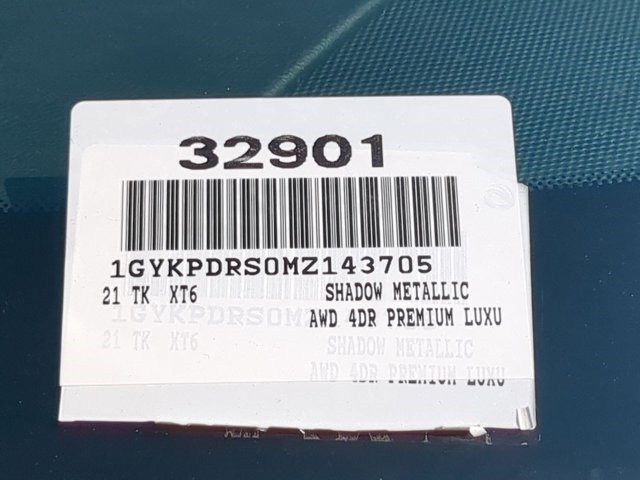 32901
1GYKPDRS0MZ143705
21 TK XT6 SHADOW METALLIC
AWD 4DR PREMIUM LUXU
1GYKPDRS0MZ
21 TK XT6 SHADOW METALLIC
AWD 4DR PREMIUM LUXU